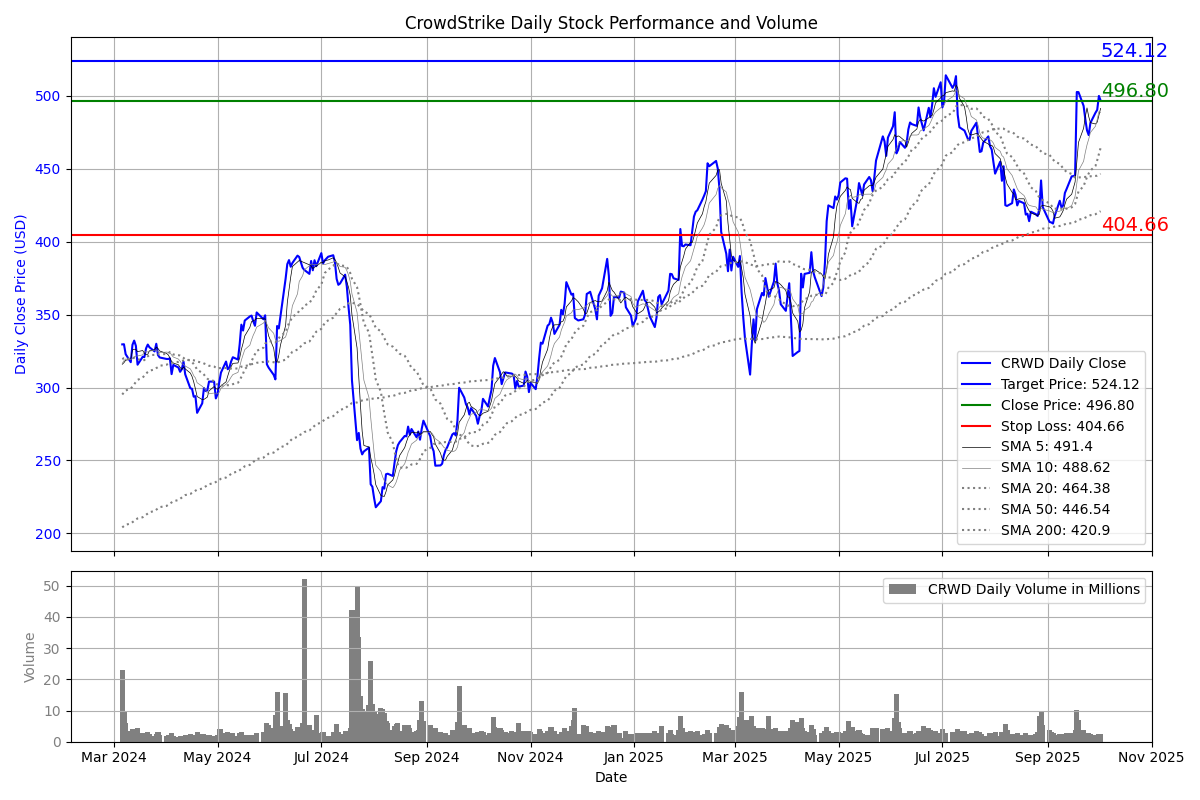 CrowdStrike Daily Stock Performance and Volume
524.12
496.80
404.66
500
450
400
350
300
250
200
Daily Close Price (USD)
CRWD Daily Close
Target Price: 524.12
Close Price: 496.80
Stop Loss: 404.66
SMA 5: 491.4
SMA 10: 488.62
SMA 20: 464.38
SMA 50: 446.54
SMA 200: 420.9
50
40
30
20
10
0
Volume
CRWD Daily Volume in Millions
Mar 2024 May 2024 Jul 2024 Sep 2024 Nov 2024 Jan 2025 Mar 2025 May 2025 Jul 2025 Sep 2025 Nov 2025
Date